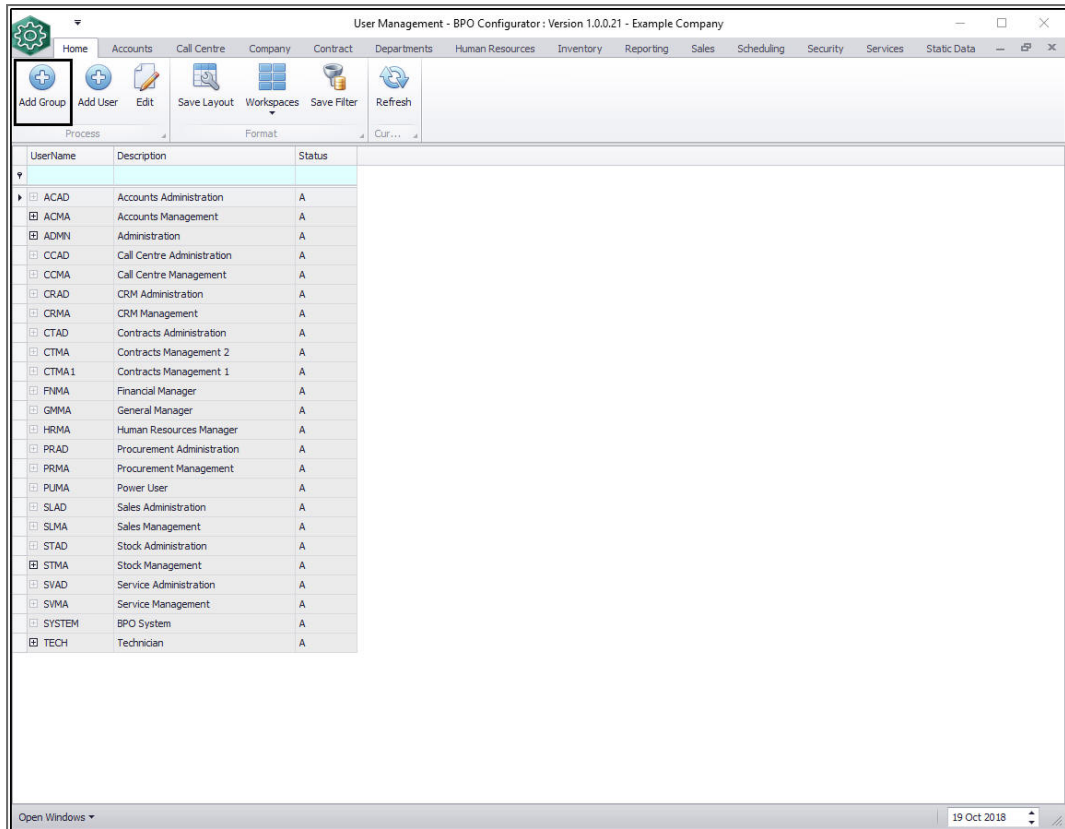 User Management - BPO Configurator : Version 1.0.0.21 - Example Company
Home Accounts Call Centre Company Contract Departments Human Resources Inventory Reporting Sales Scheduling Security Services Static Data
Add Group Add User Edit Save Layout Workspaces Save Filter Refresh
Process Format Cur...
UserName Description Status
ACAD Accounts Administration A
ACMA Accounts Management A
ADMN Administration A
CCAD Call Centre Administration A
CCMA Call Centre Management A
CRAD CRM Administration A
CRMA CRM Management A
CTAD Contracts Administration A
CTMA Contracts Management 2 A
CTMA1 Contracts Management 1 A
FNMA Financial Manager A
GMMA General Manager A
HRMA Human Resources Manager A
PRAD Procurement Administration A
PRMA Procurement Management A
PUMA Power User A
SLAD Sales Administration A
SLMA Sales Management A
STAD Stock Administration A
STMA Stock Management A
SVAD Service Administration A
SVMA Service Management A
SYSTEM BPO System A
TECH Technician A
Open Windows 19 Oct 2018